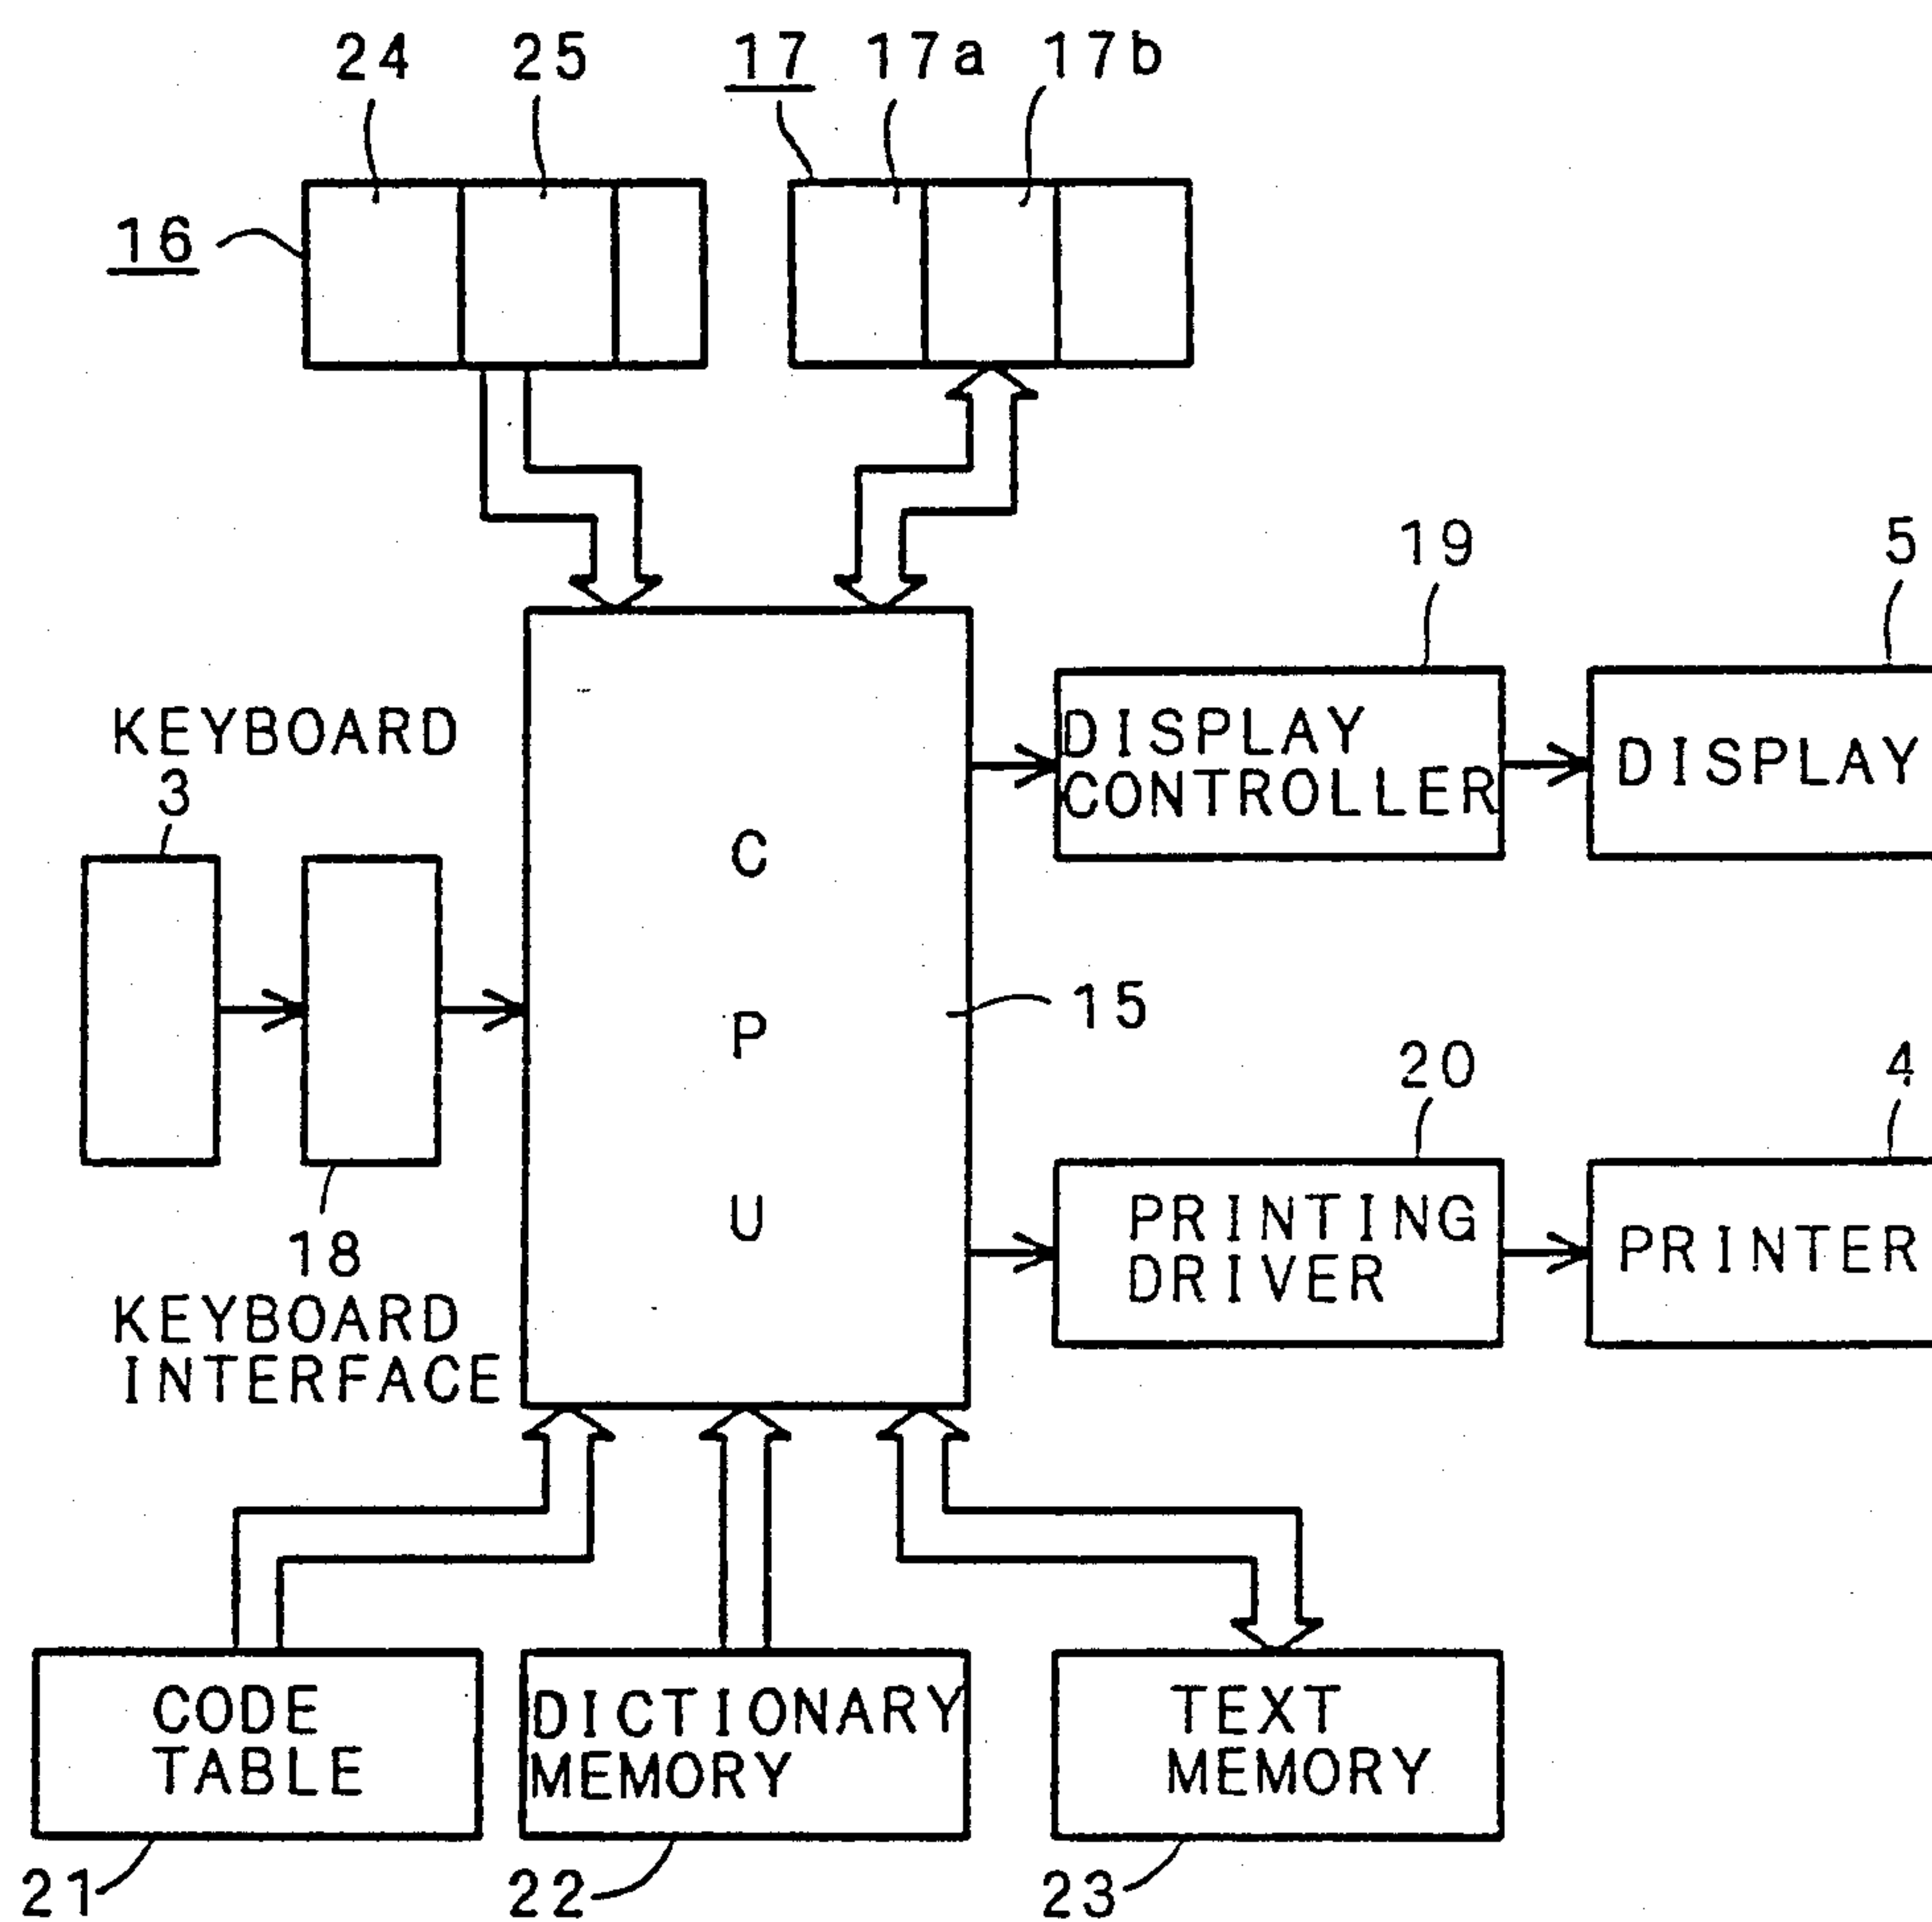 24 25 17 17a 17b
16
19 5
KEYBOARD
3
DISPLAY
CONTROLLER
DISPLAY
C
P
U
15
20 4
18
KEYBOARD
INTERFACE
PRINTING
DRIVER
PRINTER
CODE
TABLE
DICTIONARY
MEMORY
TEXT
MEMORY
21 22 23